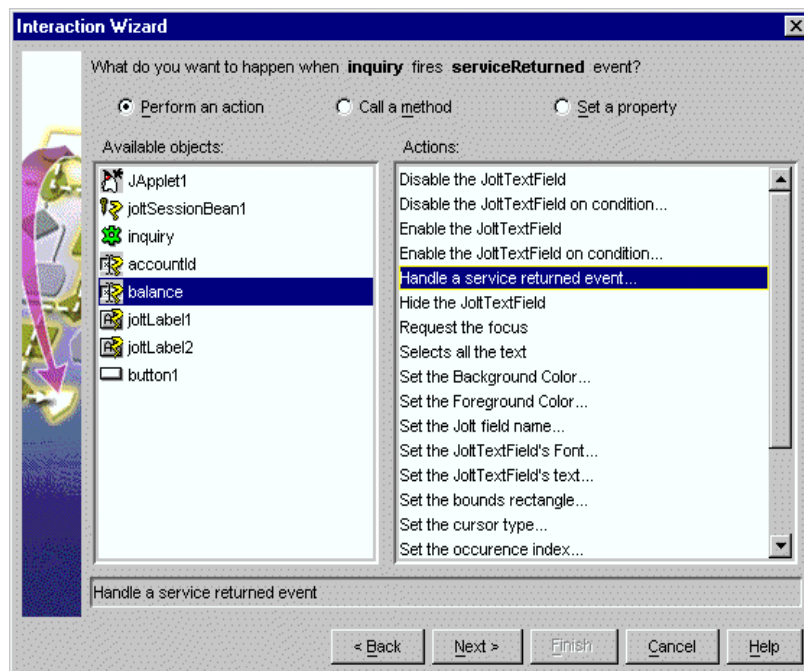 Interaction Wizard
What do you want to happen when inquiry fires serviceReturned event?
Perform an action
Call a method
Set a property
Available objects:
JApplet1
joltSessionBean1
inquiry
accountId
balance
joltLabel1
joltLabel2
button1
Actions:
Disable the JoltTextField
Disable the JoltTextField on condition...
Enable the JoltTextField
Enable the JoltTextField on condition...
Handle a service returned event...
Hide the JoltTextField
Request the focus
Selects all the text
Set the Background Color...
Set the Foreground Color...
Set the Jolt field name...
Set the JoltTextField's Font...
Set the JoltTextField's text...
Set the bounds rectangle...
Set the cursor type...
Set the occurence index...
Handle a service returned event
< Back
Next >
Finish
Cancel
Help